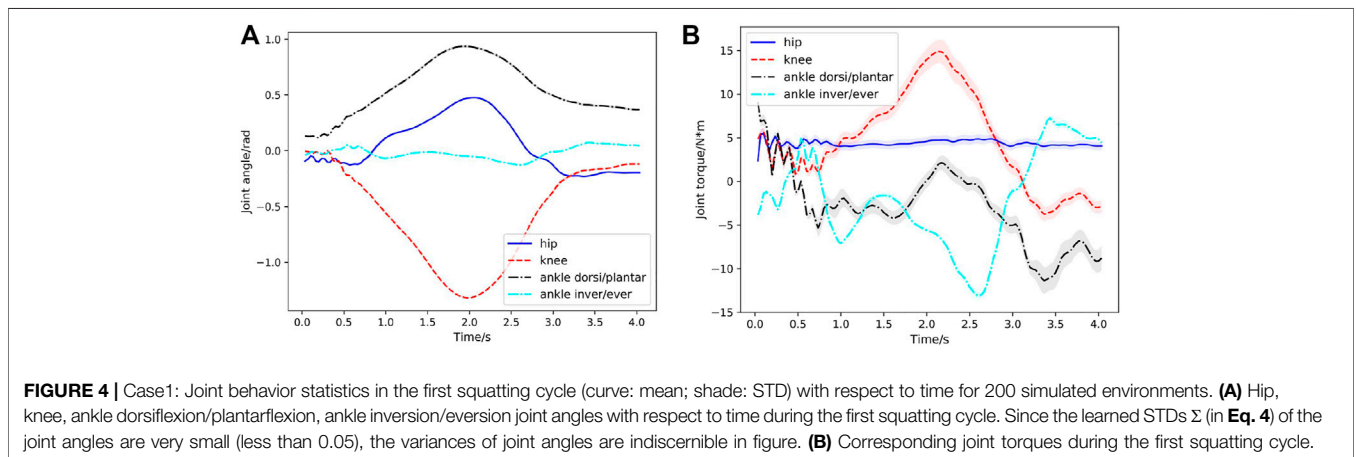 A
1.0
0.5
0.0
−0.5
−1.0
Joint angle/rad
hip
knee
ankle dorsi/plantar
ankle inver/ever
0.0 0.5 1.0 1.5 2.0 2.5 3.0 3.5 4.0
Time/s
B
15
10
5
0
−5
−10
−15
Joint torque/N*m
hip
knee
ankle dorsi/plantar
ankle inver/ever
0.0 0.5 1.0 1.5 2.0 2.5 3.0 3.5 4.0
Time/s
FIGURE 4 | Case1: Joint behavior statistics in the first squatting cycle (curve: mean; shade: STD) with respect to time for 200 simulated environments. (A) Hip,
knee, ankle dorsiflexion/plantarflexion, ankle inversion/eversion joint angles with respect to time during the first squatting cycle. Since the learned STDs Σ (in Eq. 4) of the
joint angles are very small (less than 0.05), the variances of joint angles are indiscernible in figure. (B) Corresponding joint torques during the first squatting cycle.